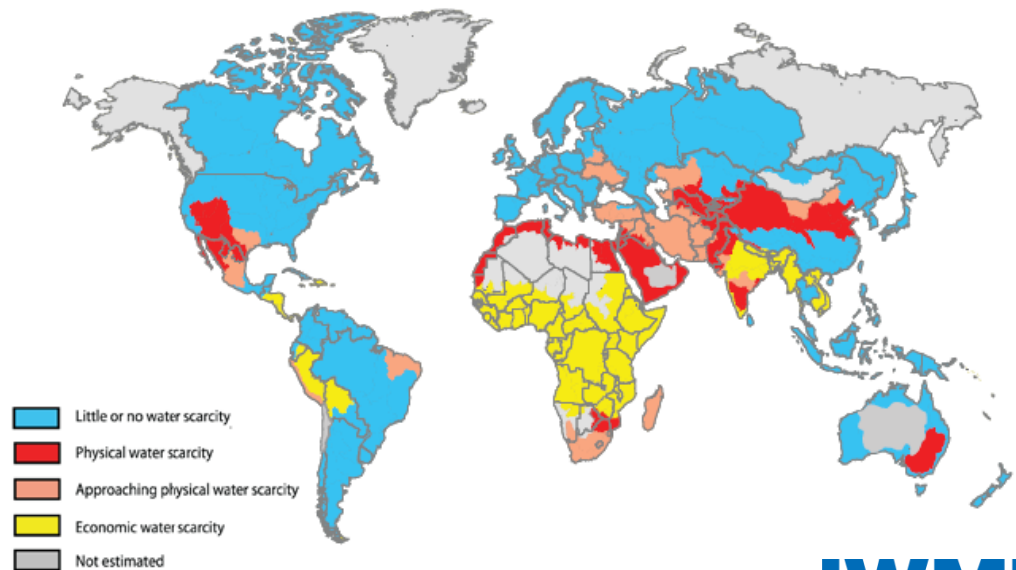 Little or no water scarcity
Physical water scarcity
Approaching physical water scarcity
Economic water scarcity
Not estimated